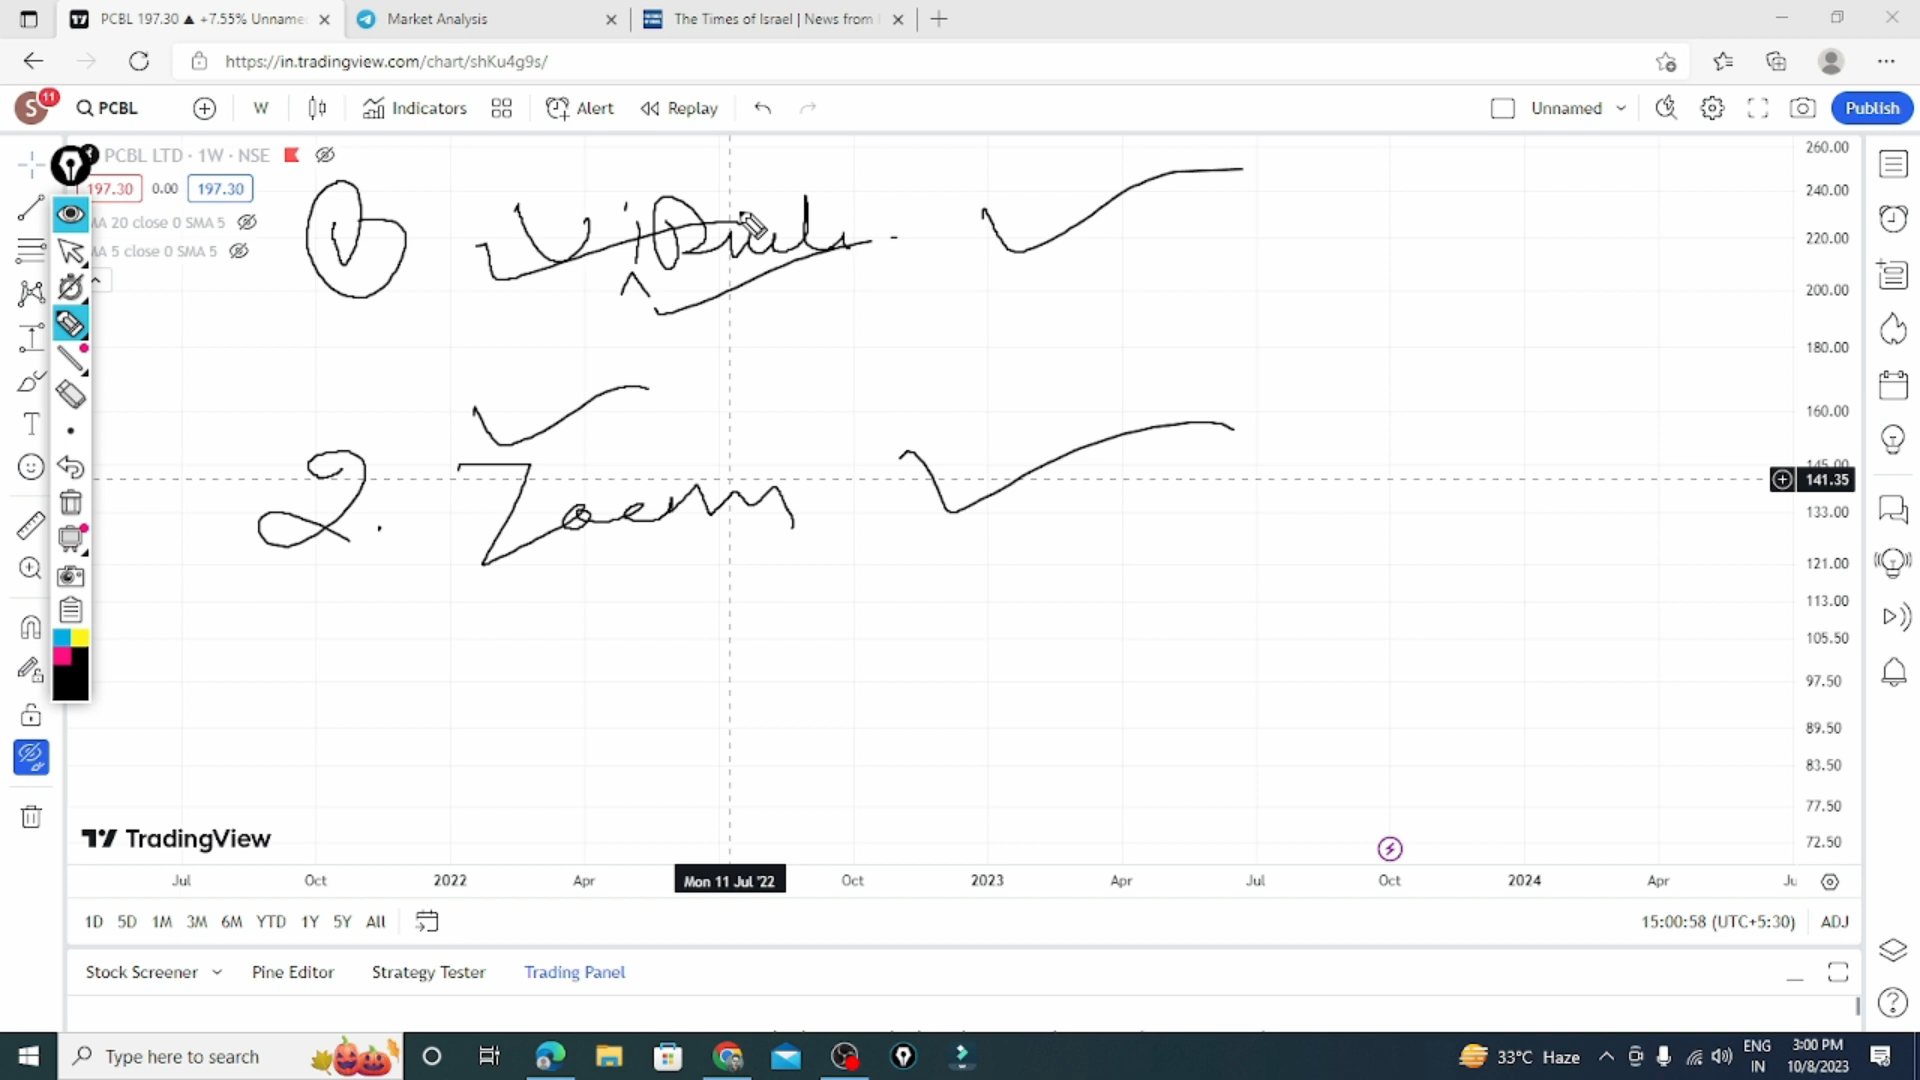 PCBL 197.30 ▲ +7.55% Unname
Market Analysis
The Times of Israel | News from
https://in.tradingview.com/chart/shKu4g9s/
S 11 PCBL W Indicators Alert Replay Unnamed Publish
PCBL LTD · 1W · NSE
197.30 0.00 197.30
MA 20 close 0 SMA 5
MA 5 close 0 SMA 5
260.00
240.00
220.00
200.00
180.00
160.00
145.00
141.35
133.00
121.00
113.00
105.50
97.50
89.50
83.50
77.50
72.50
2.
TradingView
Jul Oct 2022 Apr Mon 11 Jul '22 Oct 2023 Apr Jul Oct 2024 Apr Ju
1D 5D 1M 3M 6M YTD 1Y 5Y All 15:00:58 (UTC+5:30) ADJ
Stock Screener Pine Editor Strategy Tester Trading Panel
Type here to search 33°C Haze ENG IN 3:00 PM 10/8/2023